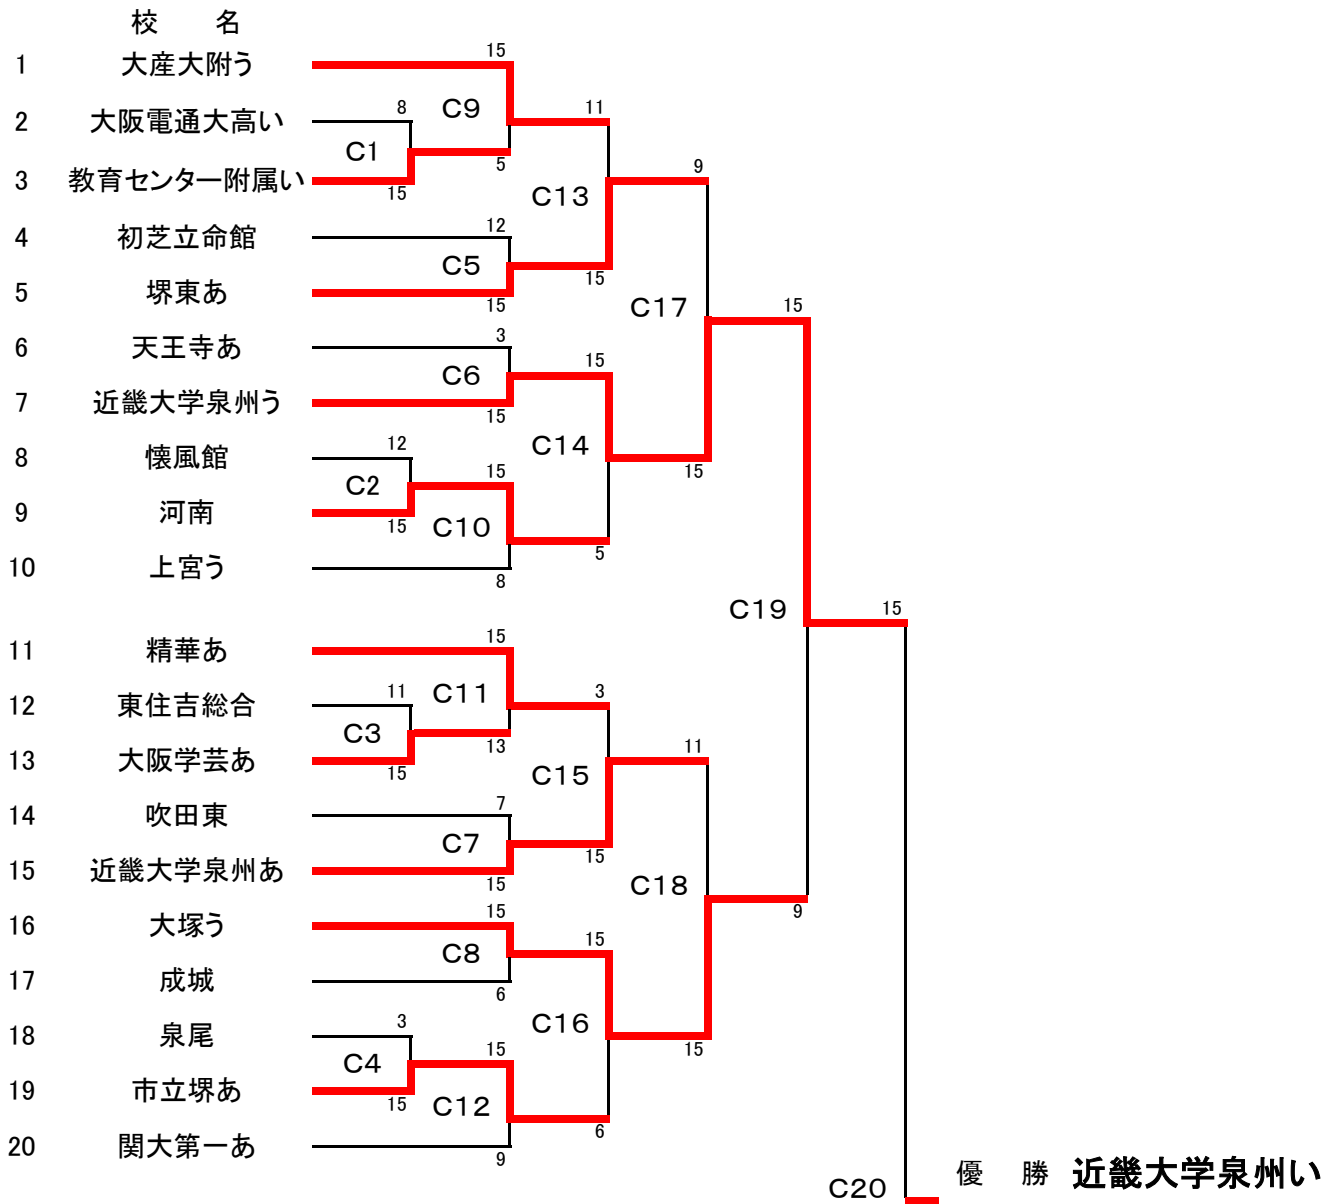 校　名
15
1 大産大附う
8 C9 11
2 大阪電通大高い
C1
5 9
3 教育センター附属い
15 C13
12
4 初芝立命館
C5
15
5 堺東あ
15 C17 15
3
6 天王寺あ
15
C6
7 近畿大学泉州う
15
12 C14
8 懐風館
15 15
C2
9 河南
15 C10
5
10 上宮う
8
C19 15
15
11 精華あ
11 C11 3
12 東住吉総合
C3
13 11
13 大阪学芸あ
15 C15
7
14 吹田東
C7
15
15 近畿大学泉州あ
15 C18
15
16 大塚う
9
15
C8
17 成城
6
3 C16
18 泉尾
15 15
C4
19 市立堺あ
15 C12
6
20 関大第一あ
9
優　勝 近畿大学泉州い
C20